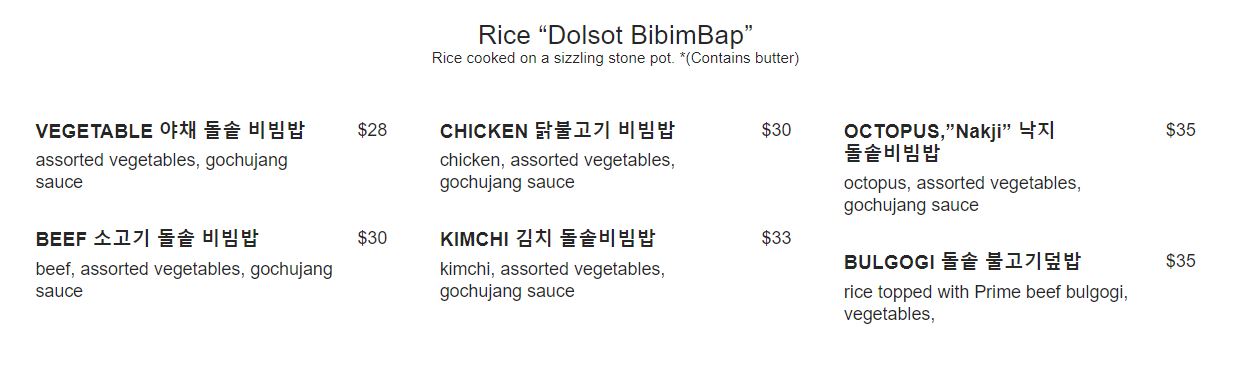 Rice “Dolsot BibimBap”
Rice cooked on a sizzling stone pot. *(Contains butter)
VEGETABLE 야채 돌솥 비빔밥 $28
assorted vegetables, gochujang
sauce
BEEF 소고기 돌솥 비빔밥 $30
beef, assorted vegetables, gochujang
sauce
CHICKEN 닭불고기 비빔밥 $30
chicken, assorted vegetables,
gochujang sauce
KIMCHI 김치 돌솥비빔밥 $33
kimchi, assorted vegetables,
gochujang sauce
OCTOPUS,”Nakji” 낙지 $35
돌솥비빔밥
octopus, assorted vegetables,
gochujang sauce
BULGOGI 돌솥 불고기덮밥 $35
rice topped with Prime beef bulgogi,
vegetables,